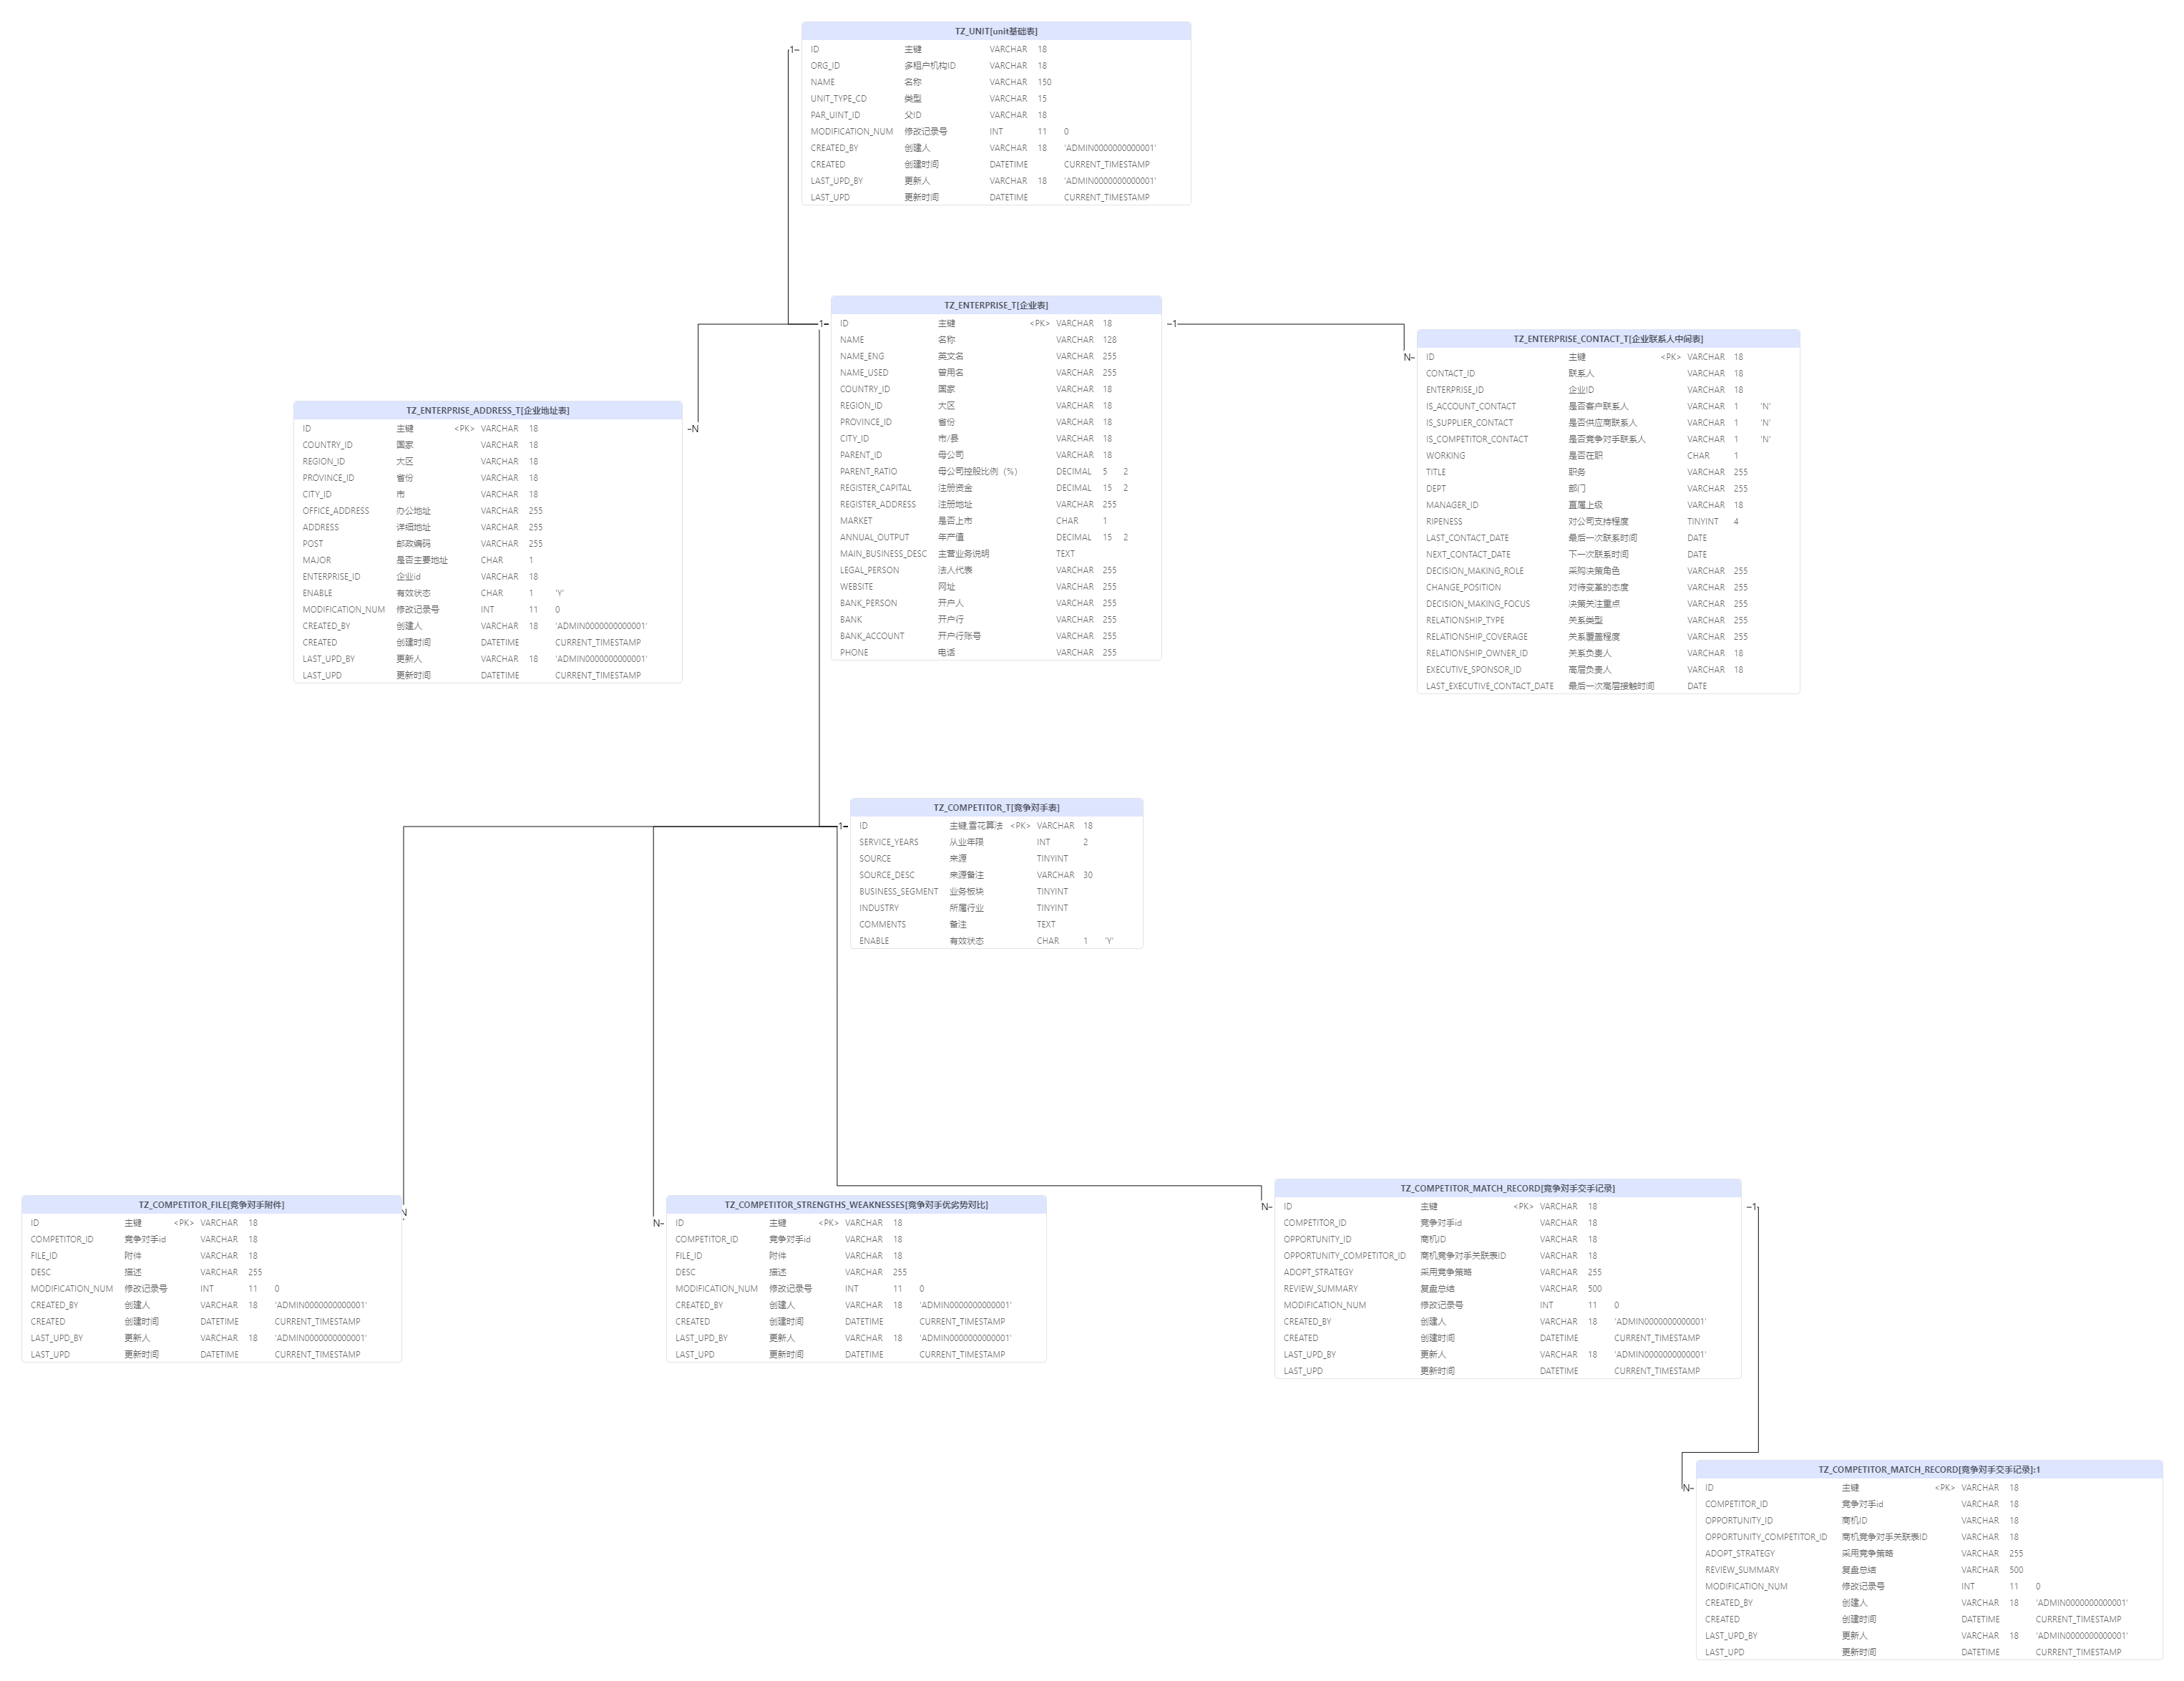 TZ_UNIT[unit基础表]
1
ID 主键 VARCHAR 18
ORG_ID 多租户机构ID VARCHAR 18
NAME 名称 VARCHAR 150
UNIT_TYPE_CD 类型 VARCHAR 15
PAR_UINT_ID 父ID VARCHAR 18
MODIFICATION_NUM 修改记录号 INT 11 0
CREATED_BY 创建人 VARCHAR 18 'ADMIN0000000000001'
CREATED 创建时间 DATETIME CURRENT_TIMESTAMP
LAST_UPD_BY 更新人 VARCHAR 18 'ADMIN0000000000001'
LAST_UPD 更新时间 DATETIME CURRENT_TIMESTAMP
TZ_ENTERPRISE_T[企业表]
1
1
ID 主键 <PK> VARCHAR 18
NAME 名称 VARCHAR 128
NAME_ENG 英文名 VARCHAR 255
NAME_USED 曾用名 VARCHAR 255
COUNTRY_ID 国家 VARCHAR 18
REGION_ID 大区 VARCHAR 18
PROVINCE_ID 省份 VARCHAR 18
CITY_ID 市/县 VARCHAR 18
PARENT_ID 母公司 VARCHAR 18
PARENT_RATIO 母公司控股比例（%） DECIMAL 5 2
REGISTER_CAPITAL 注册资金 DECIMAL 15 2
REGISTER_ADDRESS 注册地址 VARCHAR 255
MARKET 是否上市 CHAR 1
ANNUAL_OUTPUT 年产值 DECIMAL 15 2
MAIN_BUSINESS_DESC 主营业务说明 TEXT
LEGAL_PERSON 法人代表 VARCHAR 255
WEBSITE 网址 VARCHAR 255
BANK_PERSON 开户人 VARCHAR 255
BANK 开户行 VARCHAR 255
BANK_ACCOUNT 开户行账号 VARCHAR 255
PHONE 电话 VARCHAR 255
TZ_ENTERPRISE_CONTACT_T[企业联系人中间表]
N
ID 主键 <PK> VARCHAR 18
CONTACT_ID 联系人 VARCHAR 18
ENTERPRISE_ID 企业ID VARCHAR 18
IS_ACCOUNT_CONTACT 是否客户联系人 VARCHAR 1 'N'
IS_SUPPLIER_CONTACT 是否供应商联系人 VARCHAR 1 'N'
IS_COMPETITOR_CONTACT 是否竞争对手联系人 VARCHAR 1 'N'
WORKING 是否在职 CHAR 1
TITLE 职务 VARCHAR 255
DEPT 部门 VARCHAR 255
MANAGER_ID 直属上级 VARCHAR 18
RIPENESS 对公司支持程度 TINYINT 4
LAST_CONTACT_DATE 最后一次联系时间 DATE
NEXT_CONTACT_DATE 下一次联系时间 DATE
DECISION_MAKING_ROLE 采购决策角色 VARCHAR 255
CHANGE_POSITION 对待变革的态度 VARCHAR 255
DECISION_MAKING_FOCUS 决策关注重点 VARCHAR 255
RELATIONSHIP_TYPE 关系类型 VARCHAR 255
RELATIONSHIP_COVERAGE 关系覆盖程度 VARCHAR 255
RELATIONSHIP_OWNER_ID 关系负责人 VARCHAR 18
EXECUTIVE_SPONSOR_ID 高层负责人 VARCHAR 18
LAST_EXECUTIVE_CONTACT_DATE 最后一次高层接触时间 DATE
TZ_ENTERPRISE_ADDRESS_T[企业地址表]
N
ID 主键 <PK> VARCHAR 18
COUNTRY_ID 国家 VARCHAR 18
REGION_ID 大区 VARCHAR 18
PROVINCE_ID 省份 VARCHAR 18
CITY_ID 市 VARCHAR 18
OFFICE_ADDRESS 办公地址 VARCHAR 255
ADDRESS 详细地址 VARCHAR 255
POST 邮政编码 VARCHAR 255
MAJOR 是否主要地址 CHAR 1
ENTERPRISE_ID 企业id VARCHAR 18
ENABLE 有效状态 CHAR 1 'Y'
MODIFICATION_NUM 修改记录号 INT 11 0
CREATED_BY 创建人 VARCHAR 18 'ADMIN0000000000001'
CREATED 创建时间 DATETIME CURRENT_TIMESTAMP
LAST_UPD_BY 更新人 VARCHAR 18 'ADMIN0000000000001'
LAST_UPD 更新时间 DATETIME CURRENT_TIMESTAMP
TZ_COMPETITOR_T[竞争对手表]
1
ID 主键,雪花算法 <PK> VARCHAR 18
SERVICE_YEARS 从业年限 INT 2
SOURCE 来源 TINYINT
SOURCE_DESC 来源备注 VARCHAR 30
BUSINESS_SEGMENT 业务板块 TINYINT
INDUSTRY 所属行业 TINYINT
COMMENTS 备注 TEXT
ENABLE 有效状态 CHAR 1 'Y'
TZ_COMPETITOR_FILE[竞争对手附件]
N
ID 主键 <PK> VARCHAR 18
COMPETITOR_ID 竞争对手id VARCHAR 18
FILE_ID 附件 VARCHAR 18
DESC 描述 VARCHAR 255
MODIFICATION_NUM 修改记录号 INT 11 0
CREATED_BY 创建人 VARCHAR 18 'ADMIN0000000000001'
CREATED 创建时间 DATETIME CURRENT_TIMESTAMP
LAST_UPD_BY 更新人 VARCHAR 18 'ADMIN0000000000001'
LAST_UPD 更新时间 DATETIME CURRENT_TIMESTAMP
TZ_COMPETITOR_STRENGTHS_WEAKNESSES[竞争对手优劣势对比]
N
ID 主键 <PK> VARCHAR 18
COMPETITOR_ID 竞争对手id VARCHAR 18
FILE_ID 附件 VARCHAR 18
DESC 描述 VARCHAR 255
MODIFICATION_NUM 修改记录号 INT 11 0
CREATED_BY 创建人 VARCHAR 18 'ADMIN0000000000001'
CREATED 创建时间 DATETIME CURRENT_TIMESTAMP
LAST_UPD_BY 更新人 VARCHAR 18 'ADMIN0000000000001'
LAST_UPD 更新时间 DATETIME CURRENT_TIMESTAMP
TZ_COMPETITOR_MATCH_RECORD[竞争对手交手记录]
N
1
ID 主键 <PK> VARCHAR 18
COMPETITOR_ID 竞争对手id VARCHAR 18
OPPORTUNITY_ID 商机ID VARCHAR 18
OPPORTUNITY_COMPETITOR_ID 商机竞争对手关联表ID VARCHAR 18
ADOPT_STRATEGY 采用竞争策略 VARCHAR 255
REVIEW_SUMMARY 复盘总结 VARCHAR 500
MODIFICATION_NUM 修改记录号 INT 11 0
CREATED_BY 创建人 VARCHAR 18 'ADMIN0000000000001'
CREATED 创建时间 DATETIME CURRENT_TIMESTAMP
LAST_UPD_BY 更新人 VARCHAR 18 'ADMIN0000000000001'
LAST_UPD 更新时间 DATETIME CURRENT_TIMESTAMP
TZ_COMPETITOR_MATCH_RECORD[竞争对手交手记录]:1
N
ID 主键 <PK> VARCHAR 18
COMPETITOR_ID 竞争对手id VARCHAR 18
OPPORTUNITY_ID 商机ID VARCHAR 18
OPPORTUNITY_COMPETITOR_ID 商机竞争对手关联表ID VARCHAR 18
ADOPT_STRATEGY 采用竞争策略 VARCHAR 255
REVIEW_SUMMARY 复盘总结 VARCHAR 500
MODIFICATION_NUM 修改记录号 INT 11 0
CREATED_BY 创建人 VARCHAR 18 'ADMIN0000000000001'
CREATED 创建时间 DATETIME CURRENT_TIMESTAMP
LAST_UPD_BY 更新人 VARCHAR 18 'ADMIN0000000000001'
LAST_UPD 更新时间 DATETIME CURRENT_TIMESTAMP